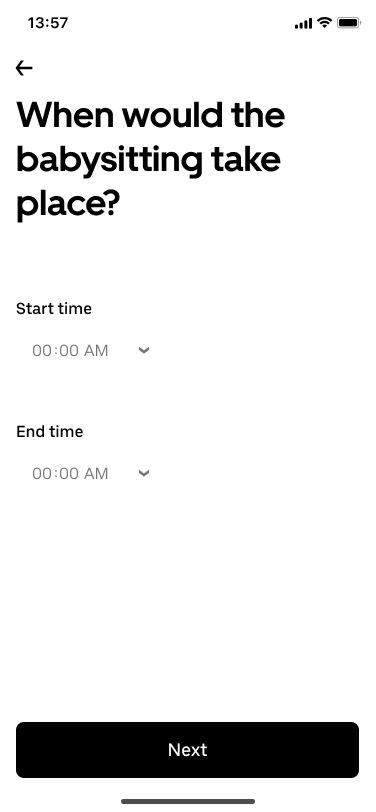 13:57
When would the
babysitting take
place?
Start time
00:00 AM
End time
00:00 AM
Next